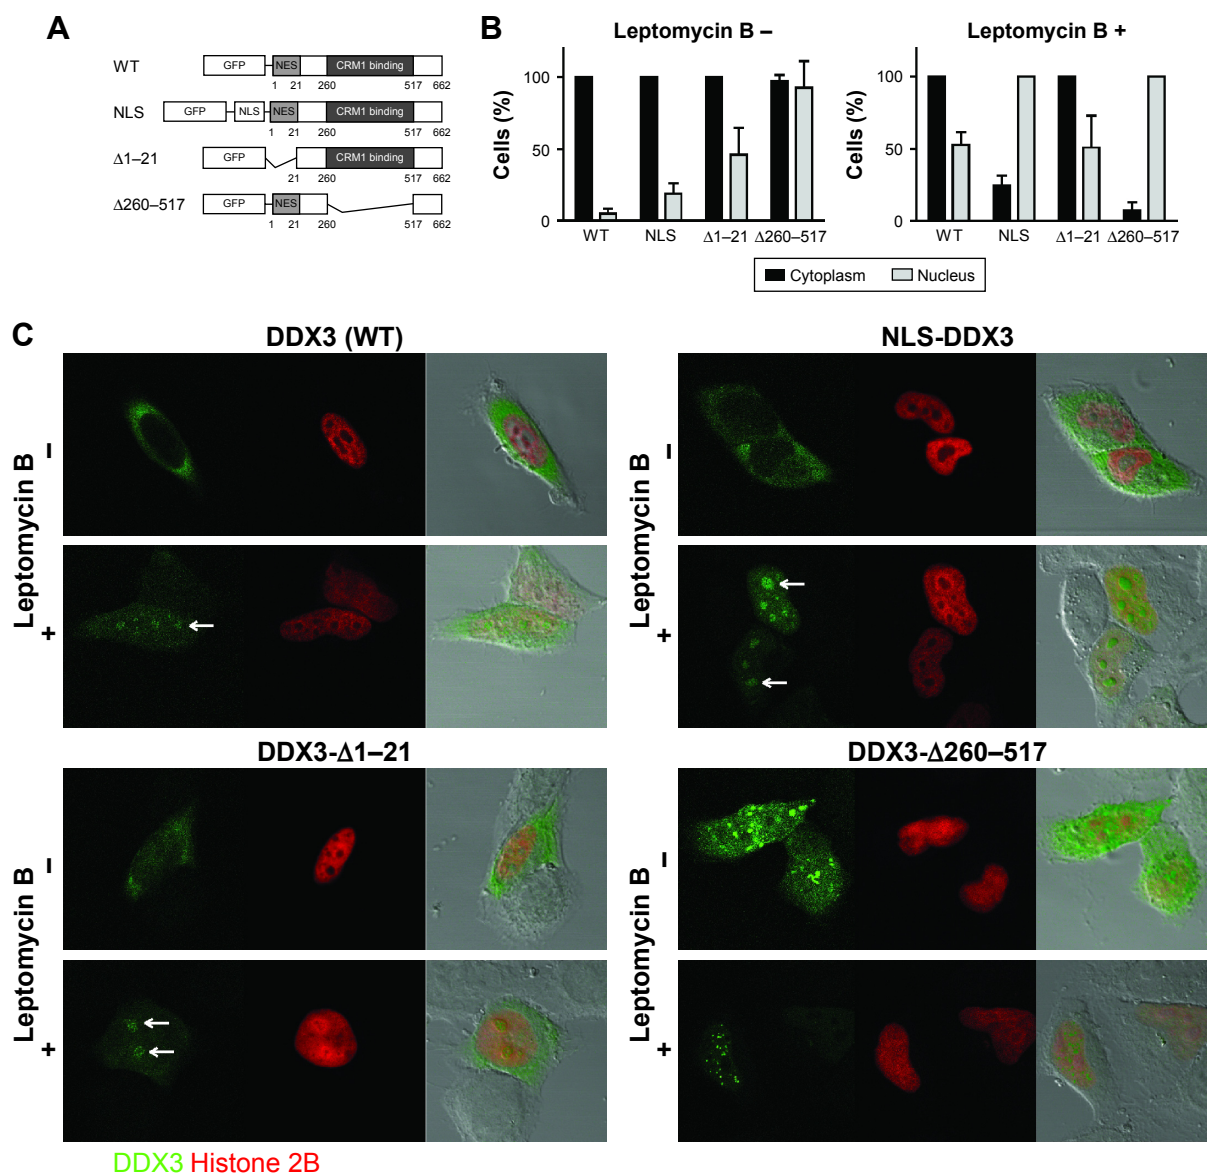 A
WT
GFP
NES
CRM1 binding
1 21 260 517 662
NLS
GFP
NLS
NES
CRM1 binding
1 21 260 517 662
Δ1–21
GFP
CRM1 binding
21 260 517 662
Δ260–517
GFP
NES
1 21 260 517 662
B
Leptomycin B –
Cells (%)
100
50
0
WT NLS Δ1–21 Δ260–517
Leptomycin B +
Cells (%)
100
50
0
WT NLS Δ1–21 Δ260–517
Cytoplasm Nucleus
C
DDX3 (WT)
Leptomycin B
–
+
NLS-DDX3
Leptomycin B
–
+
DDX3-Δ1–21
Leptomycin B
–
+
DDX3-Δ260–517
Leptomycin B
–
+
DDX3 Histone 2B